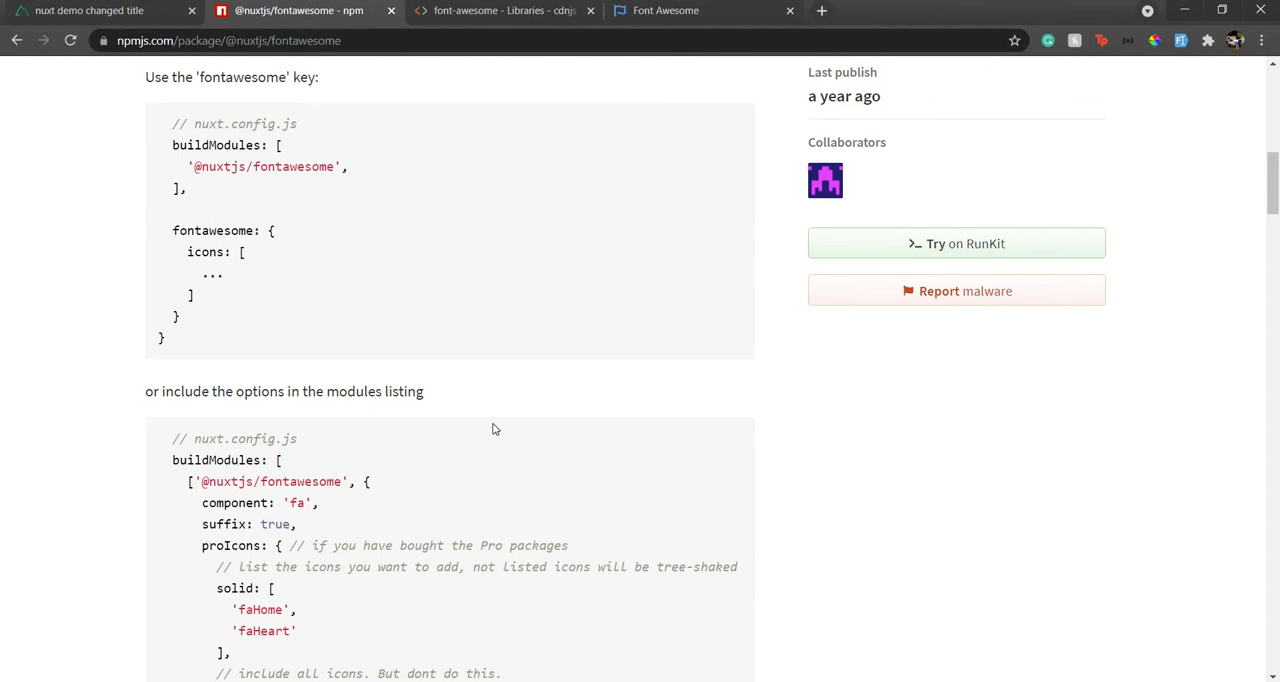 nuxt demo changed title
@nuxtjs/fontawesome - npm
font-awesome - Libraries - cdnjs
Font Awesome
npmjs.com/package/@nuxtjs/fontawesome
Use the 'fontawesome' key:
// nuxt.config.js
buildModules: [
'@nuxtjs/fontawesome',
],
fontawesome: {
icons: [
...
]
}
}
or include the options in the modules listing
// nuxt.config.js
buildModules: [
['@nuxtjs/fontawesome', {
component: 'fa',
suffix: true,
proIcons: { // if you have bought the Pro packages
// list the icons you want to add, not listed icons will be tree-shaked
solid: [
'faHome',
'faHeart'
],
// include all icons. But dont do this.
Last publish
a year ago
Collaborators
>_ Try on RunKit
Report malware